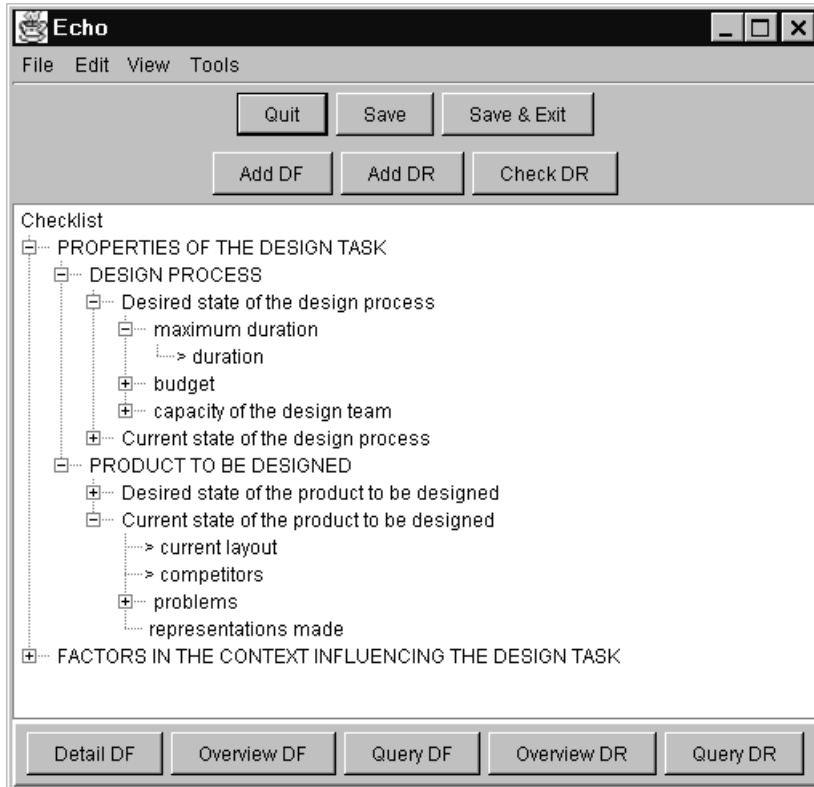 Echo
File Edit View Tools
Quit Save Save & Exit
Add DF Add DR Check DR
Checklist
PROPERTIES OF THE DESIGN TASK
DESIGN PROCESS
Desired state of the design process
maximum duration
> duration
budget
capacity of the design team
Current state of the design process
PRODUCT TO BE DESIGNED
Desired state of the product to be designed
Current state of the product to be designed
> current layout
> competitors
problems
representations made
FACTORS IN THE CONTEXT INFLUENCING THE DESIGN TASK
Detail DF Overview DF Query DF Overview DR Query DR